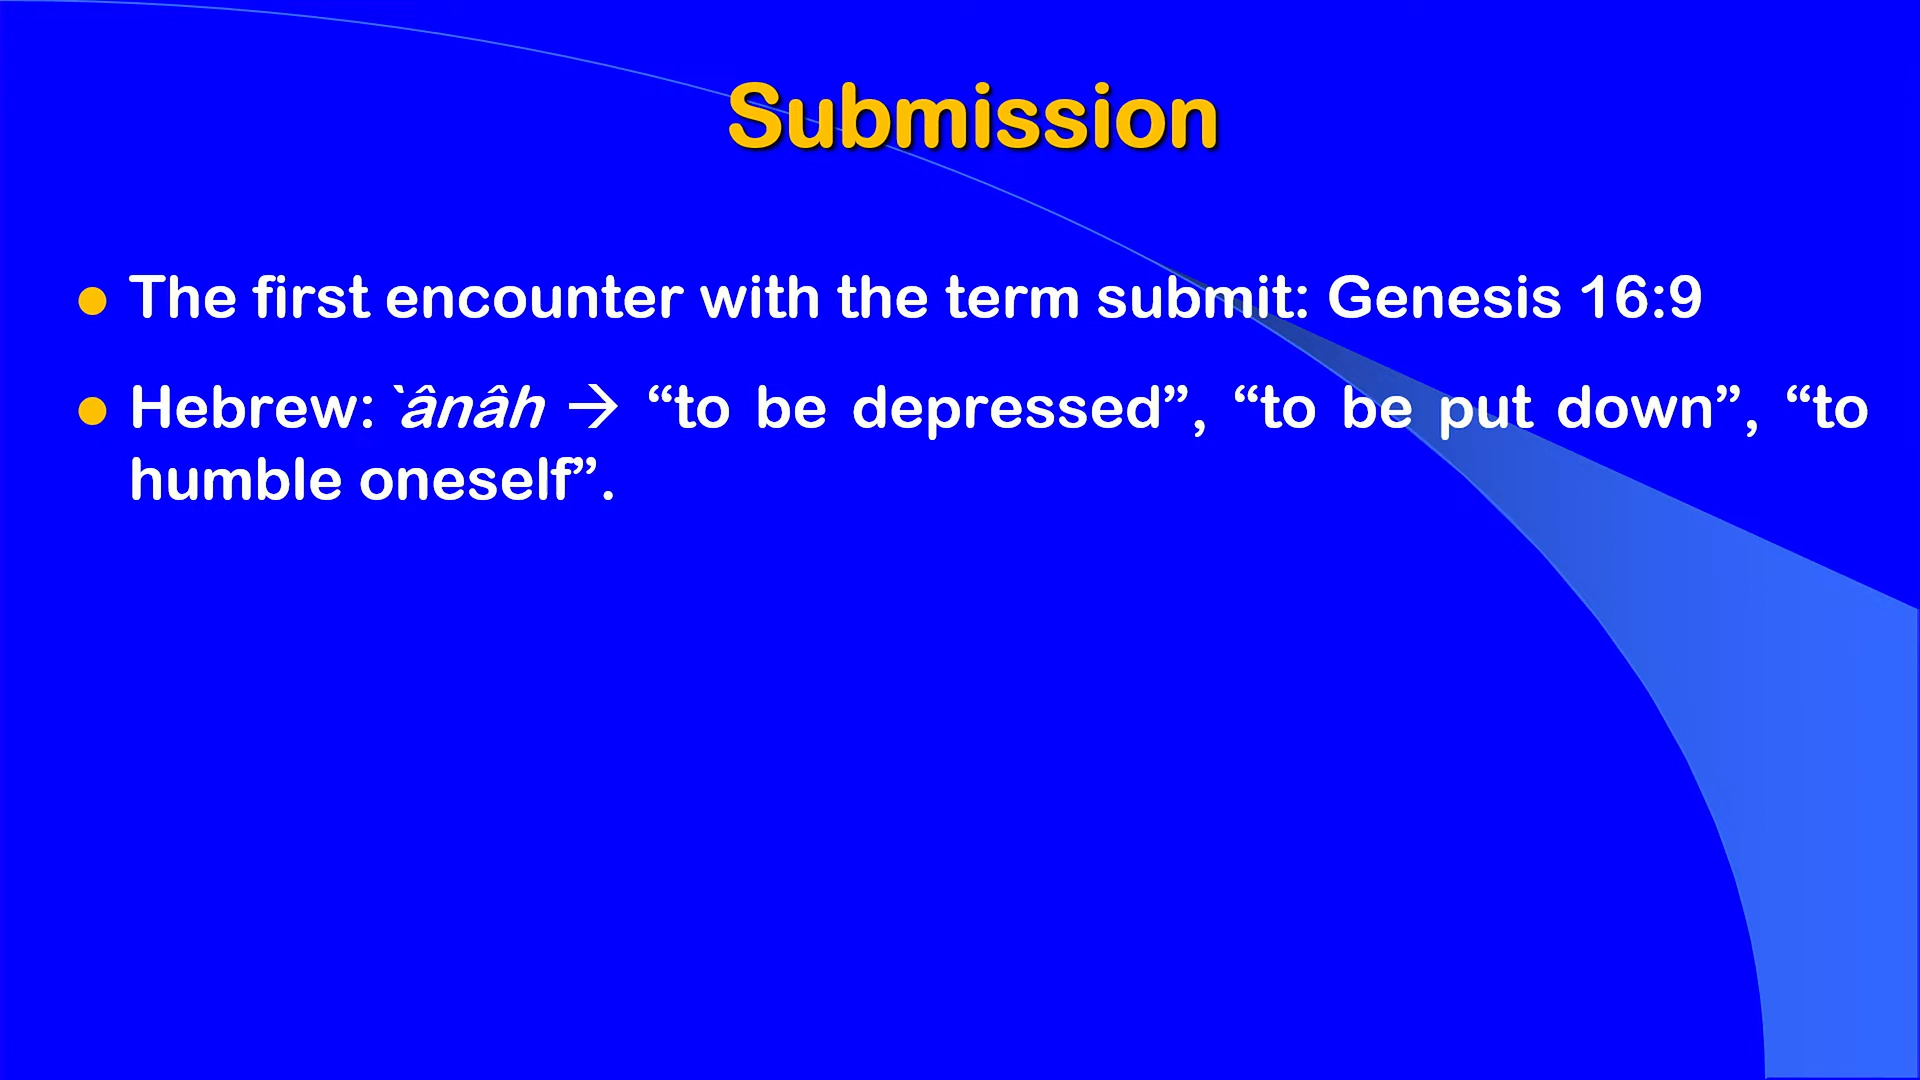 Submission
The first encounter with the term submit: Genesis 16:9
Hebrew: `ânâh → “to be depressed”, “to be put down”, “to
humble oneself”.